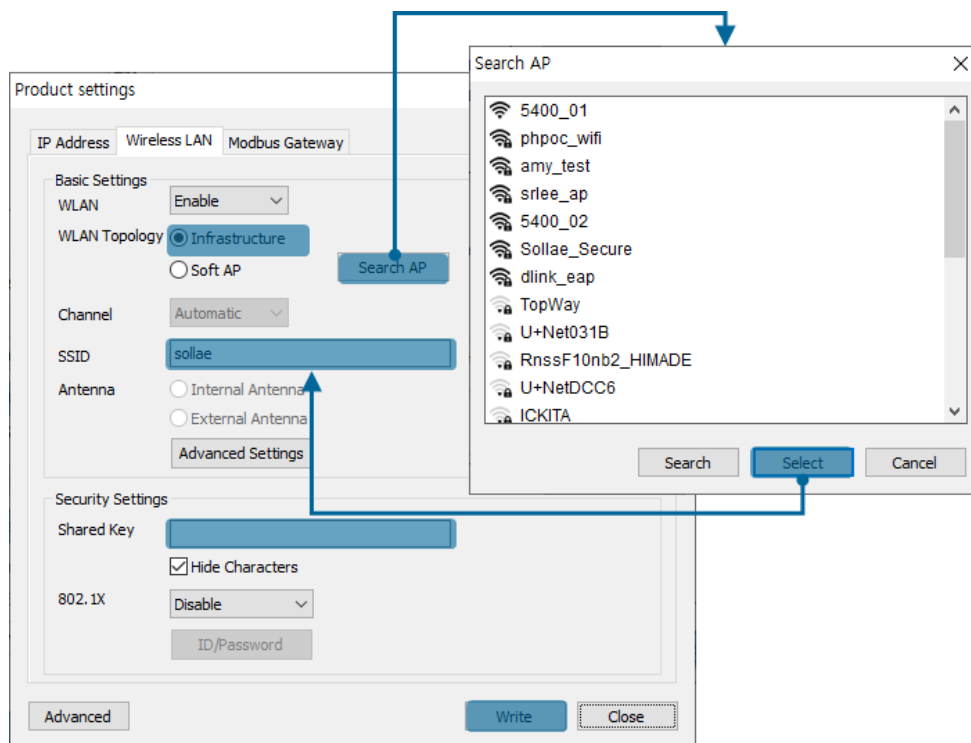 Product settings
IP Address Wireless LAN Modbus Gateway
Basic Settings
WLAN Enable
WLAN Topology Infrastructure
Soft AP Search AP
Channel Automatic
SSID sollae
Antenna Internal Antenna
External Antenna
Advanced Settings
Security Settings
Shared Key
Hide Characters
802.1X Disable
ID/Password
Advanced Write Close
Search AP
5400_01
phpoc_wifi
amy_test
srlee_ap
5400_02
Sollae_Secure
dlink_eap
TopWay
U+Net031B
RnssF10nb2_HIMADE
U+NetDCC6
ICKITA
Search Select Cancel